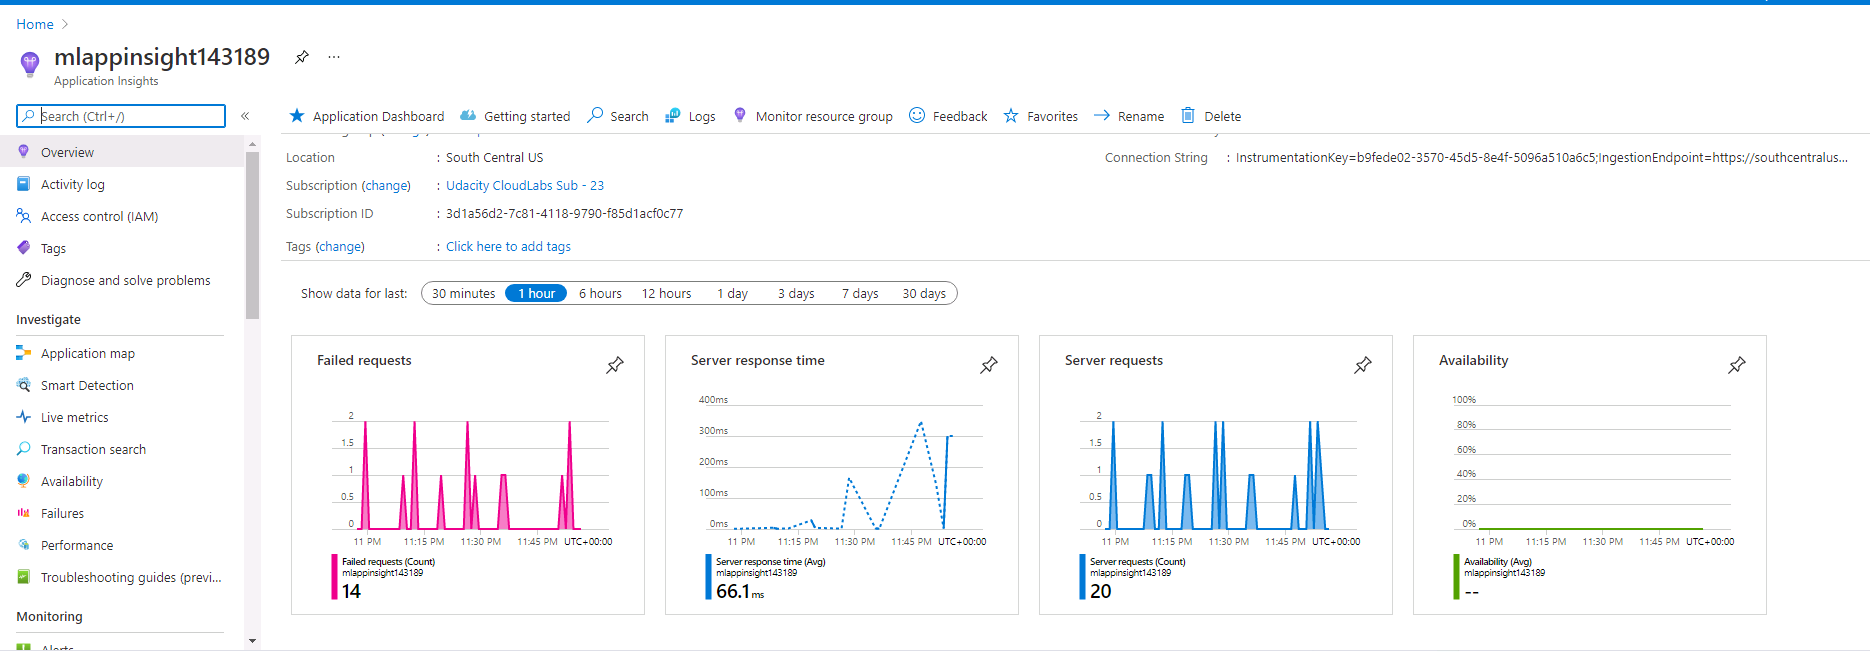 Home
mlappinsight143189
Application Insights
Search (Ctrl+/)
Application Dashboard Getting started Search Logs Monitor resource group Feedback Favorites Rename Delete
Overview
Activity log
Access control (IAM)
Tags
Diagnose and solve problems
Investigate
Application map
Smart Detection
Live metrics
Transaction search
Availability
Failures
Performance
Troubleshooting guides (previ...
Monitoring
Alerts
Location : South Central US
Connection String : InstrumentationKey=b9fede02-3570-45d5-8e4f-5096a510a6c5;IngestionEndpoint=https://southcentralus...
Subscription (change) : Udacity CloudLabs Sub - 23
Subscription ID : 3d1a56d2-7c81-4118-9790-f85d1acf0c77
Tags (change) : Click here to add tags
Show data for last: 30 minutes 1 hour 6 hours 12 hours 1 day 3 days 7 days 30 days
Failed requests
2
1.5
1
0.5
0
11 PM 11:15 PM 11:30 PM 11:45 PM UTC+00:00
Failed requests (Count)
mlappinsight143189
14
Server response time
400ms
300ms
200ms
100ms
0ms
11 PM 11:15 PM 11:30 PM 11:45 PM UTC+00:00
Server response time (Avg)
mlappinsight143189
66.1 ms
Server requests
2
1.5
1
0.5
0
11 PM 11:15 PM 11:30 PM 11:45 PM UTC+00:00
Server requests (Count)
mlappinsight143189
20
Availability
100%
80%
60%
40%
20%
0%
11 PM 11:15 PM 11:30 PM 11:45 PM UTC+00:00
Availability (Avg)
mlappinsight143189
--